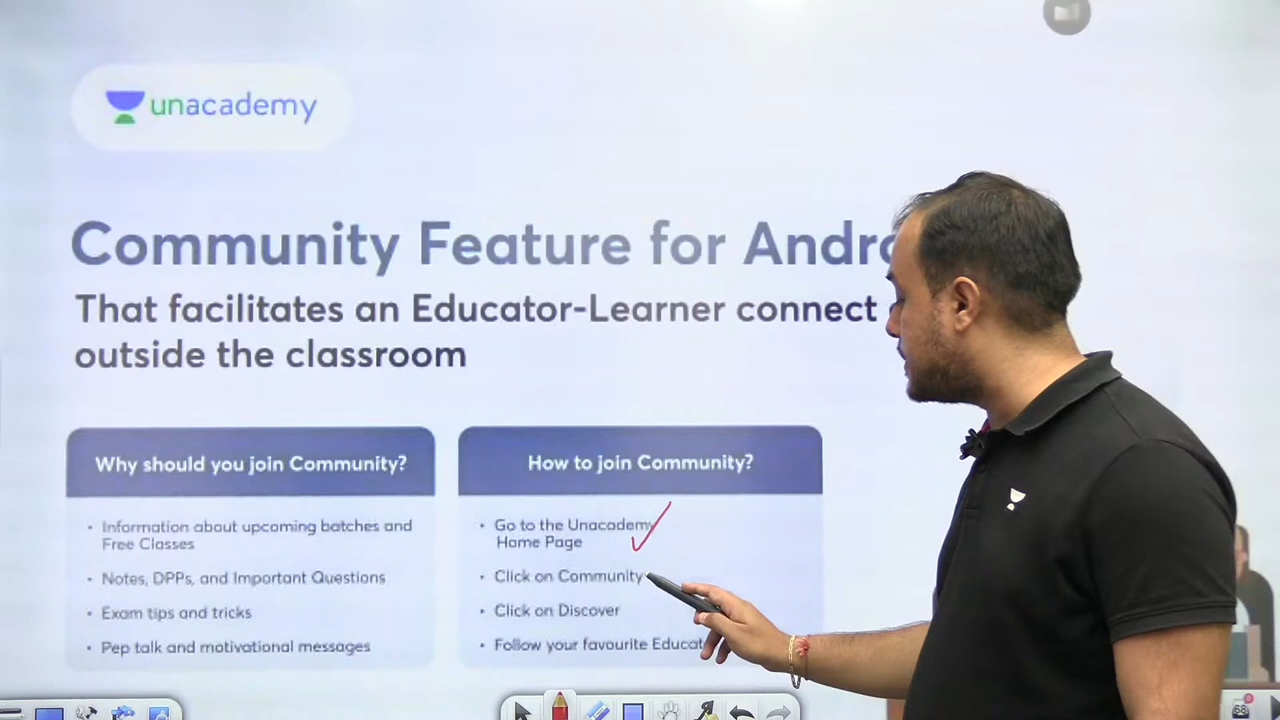 unacademy
Community Feature for
That facilitates an Educator-Learner connect
outside the classroom
Why should you join Community?
• Information about upcoming batches and
Free Classes
• Notes, DPPs, and Important Questions
• Exam tips and tricks
• Pep talk and motivational messages
How to join Community?
• Go to the Unacademy
Home Page
• Click on Community
• Click on Discover
• Follow your favourite